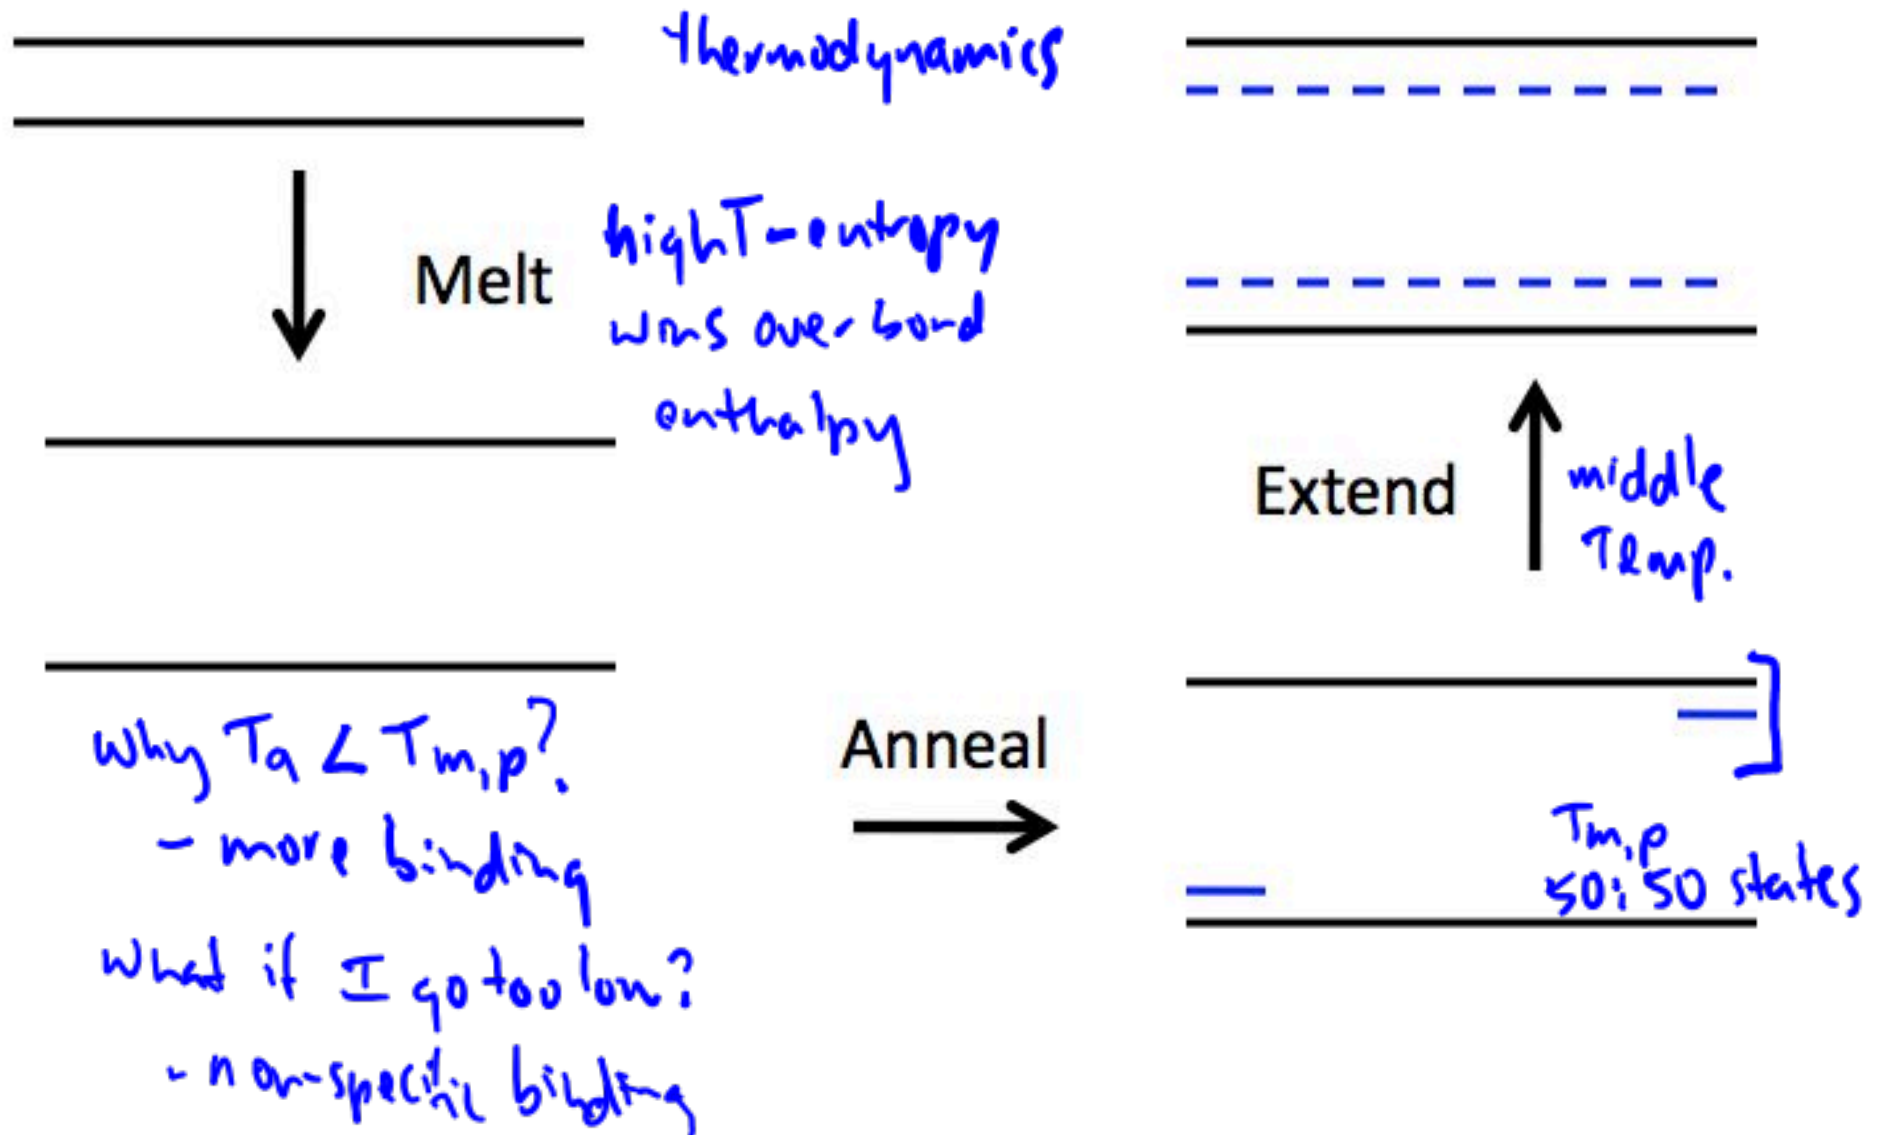 thermodynamics
Melt
high T - entropy
wins over bond
enthalpy
why Ta < Tm,p?
- more binding
what if I go too low?
- non-specific binding
Anneal
Extend
middle
Temp.
Tm,p
50:50 states